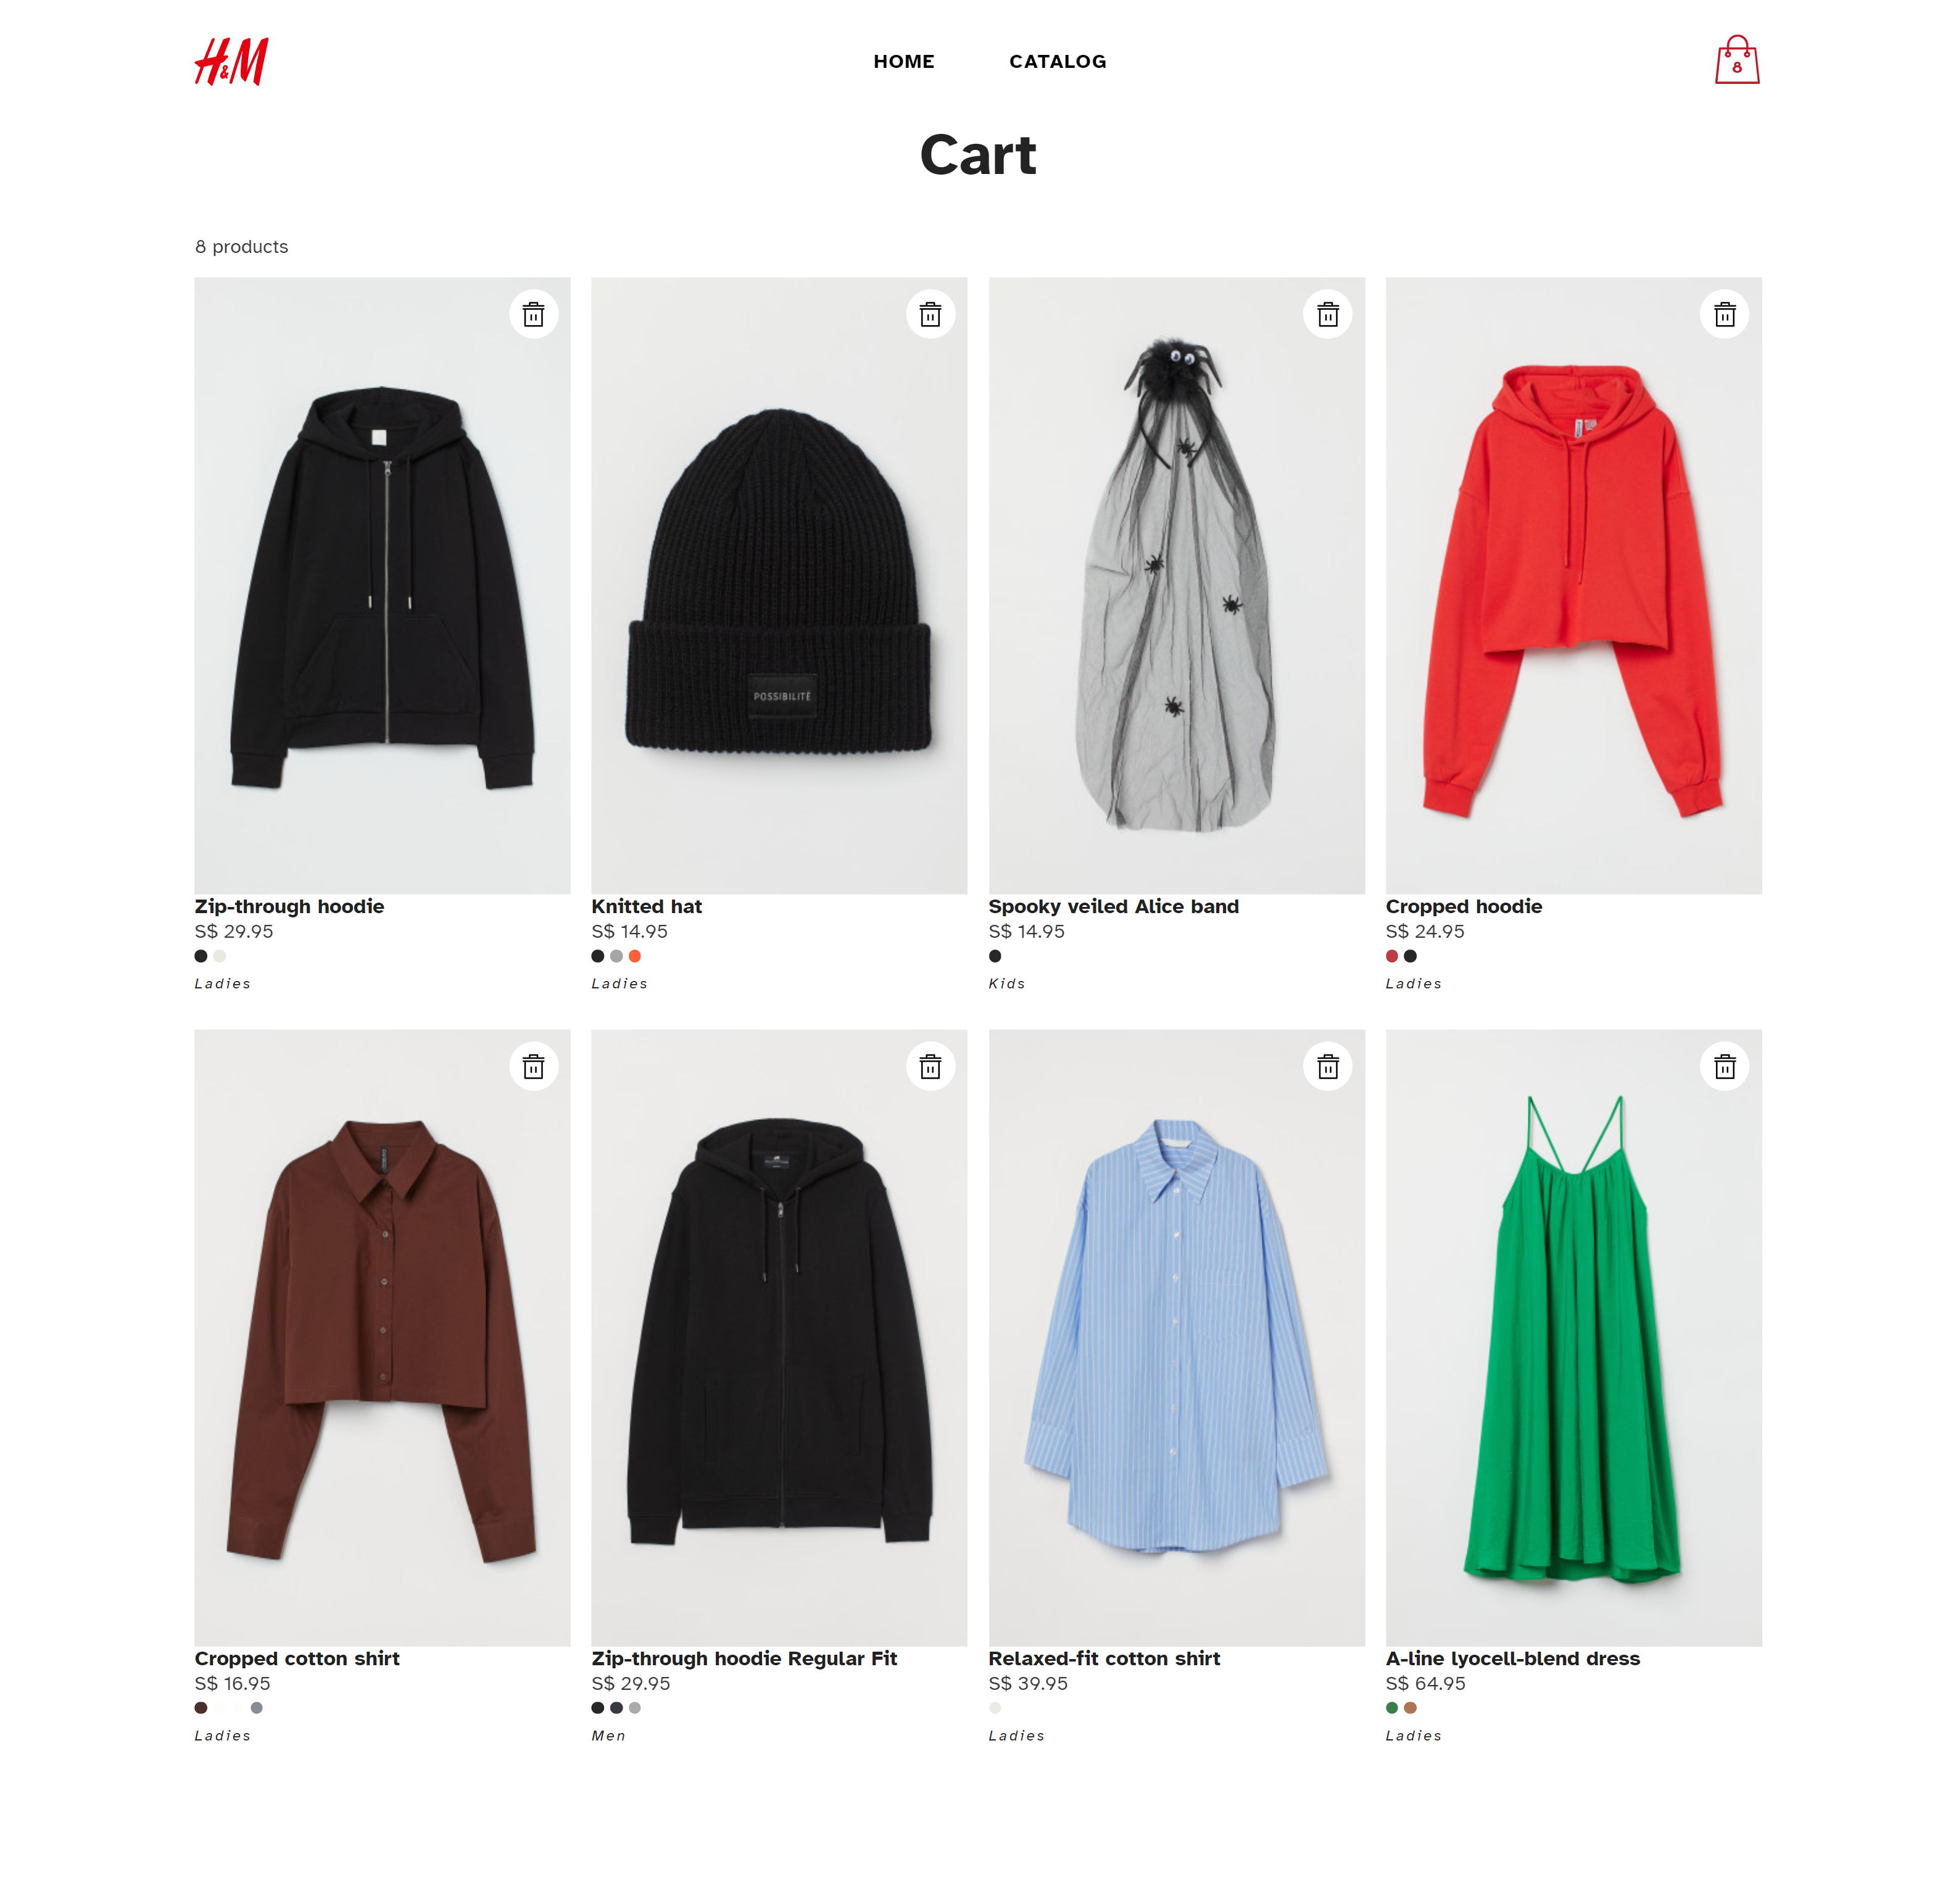 H&M
HOME
CATALOG
8
Cart
8 products
POSSIBILITÉ
Zip-through hoodie
S$ 29.95
Ladies
Knitted hat
S$ 14.95
Ladies
Spooky veiled Alice band
S$ 14.95
Kids
Cropped hoodie
S$ 24.95
Ladies
Cropped cotton shirt
S$ 16.95
Ladies
Zip-through hoodie Regular Fit
S$ 29.95
Men
Relaxed-fit cotton shirt
S$ 39.95
Ladies
A-line lyocell-blend dress
S$ 64.95
Ladies